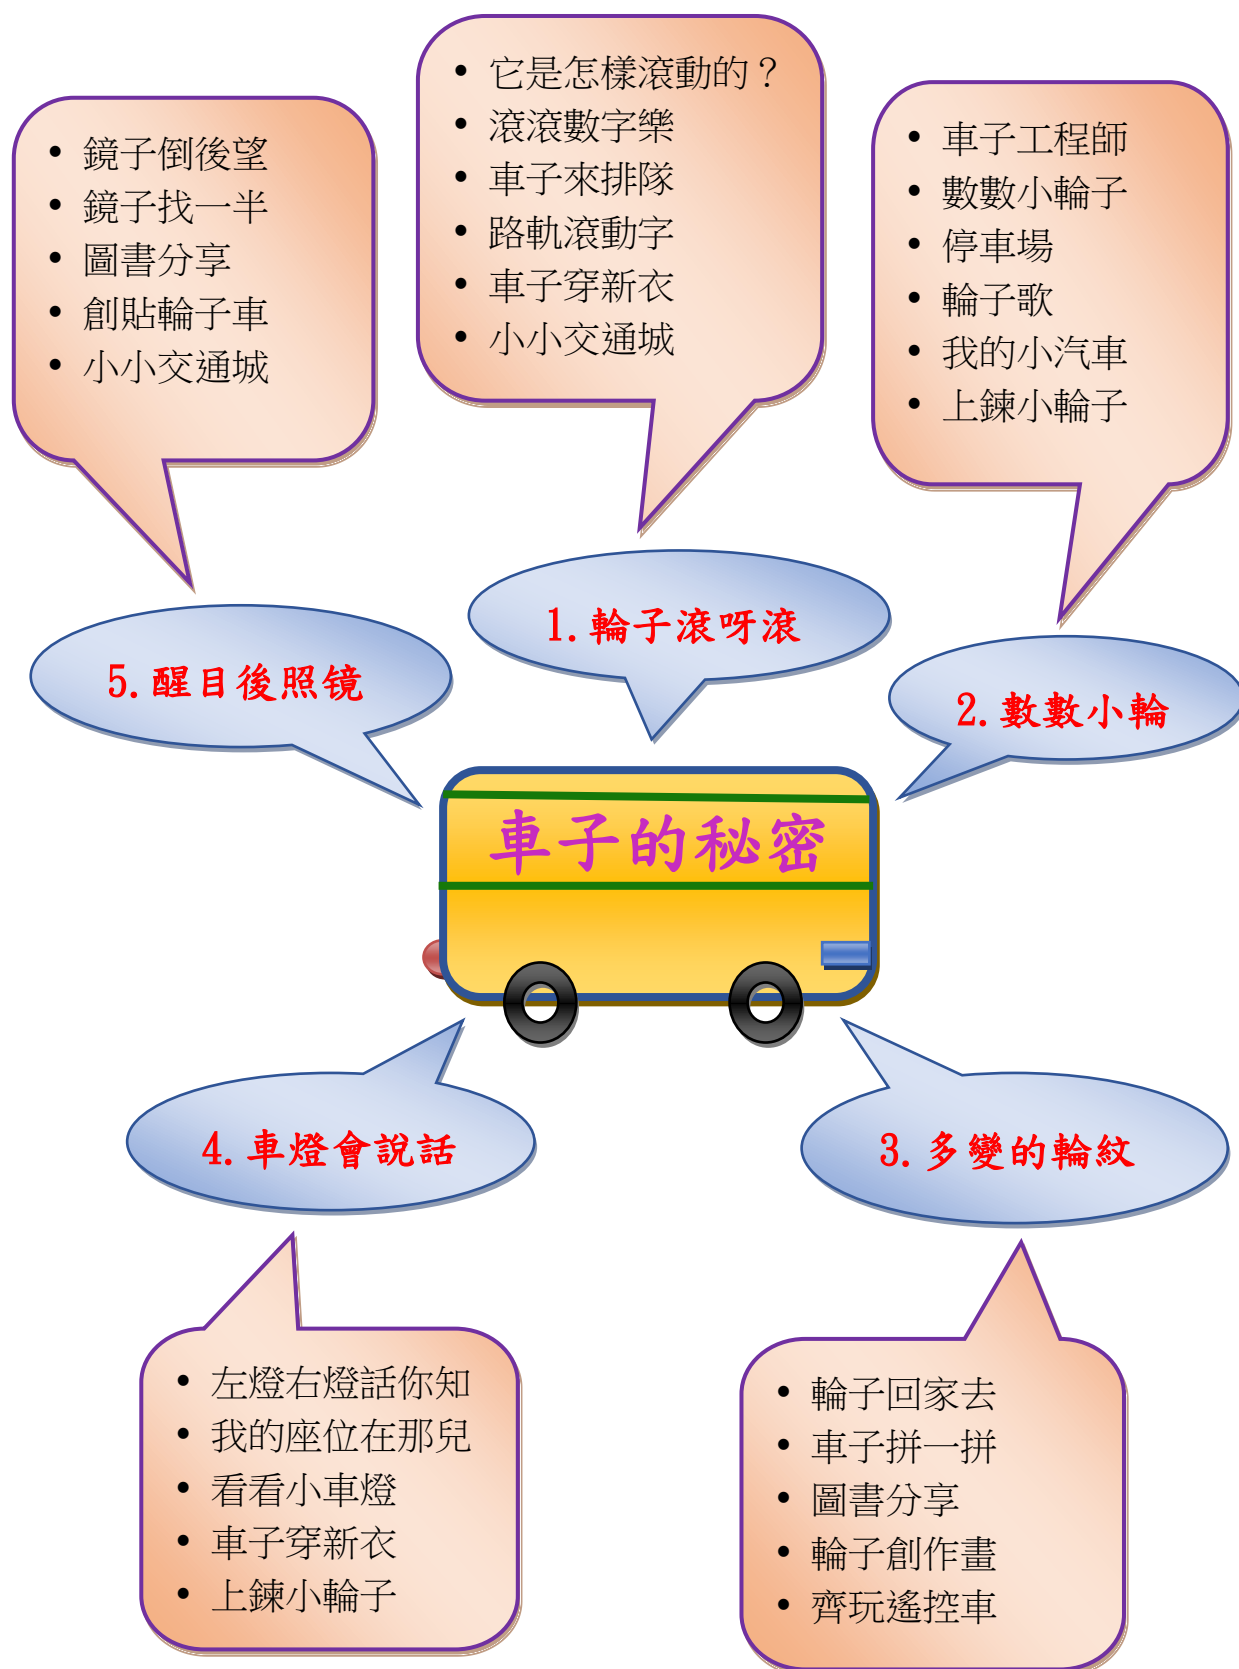 鏡子倒後望
鏡子找一半
圖書分享
創貼輪子車
小小交通城
它是怎樣滾動的？
滾滾數字樂
車子來排隊
路軌滾動字
車子穿新衣
小小交通城
車子工程師
數數小輪子
停車場
輪子歌
我的小汽車
上鍊小輪子
5.醒目後照镜
1.輪子滾呀滾
2.數數小輪
車子的秘密
4.車燈會說話
3.多變的輪紋
左燈右燈話你知
我的座位在那兒
看看小車燈
車子穿新衣
上鍊小輪子
輪子回家去
車子拼一拼
圖書分享
輪子創作畫
齊玩遙控車